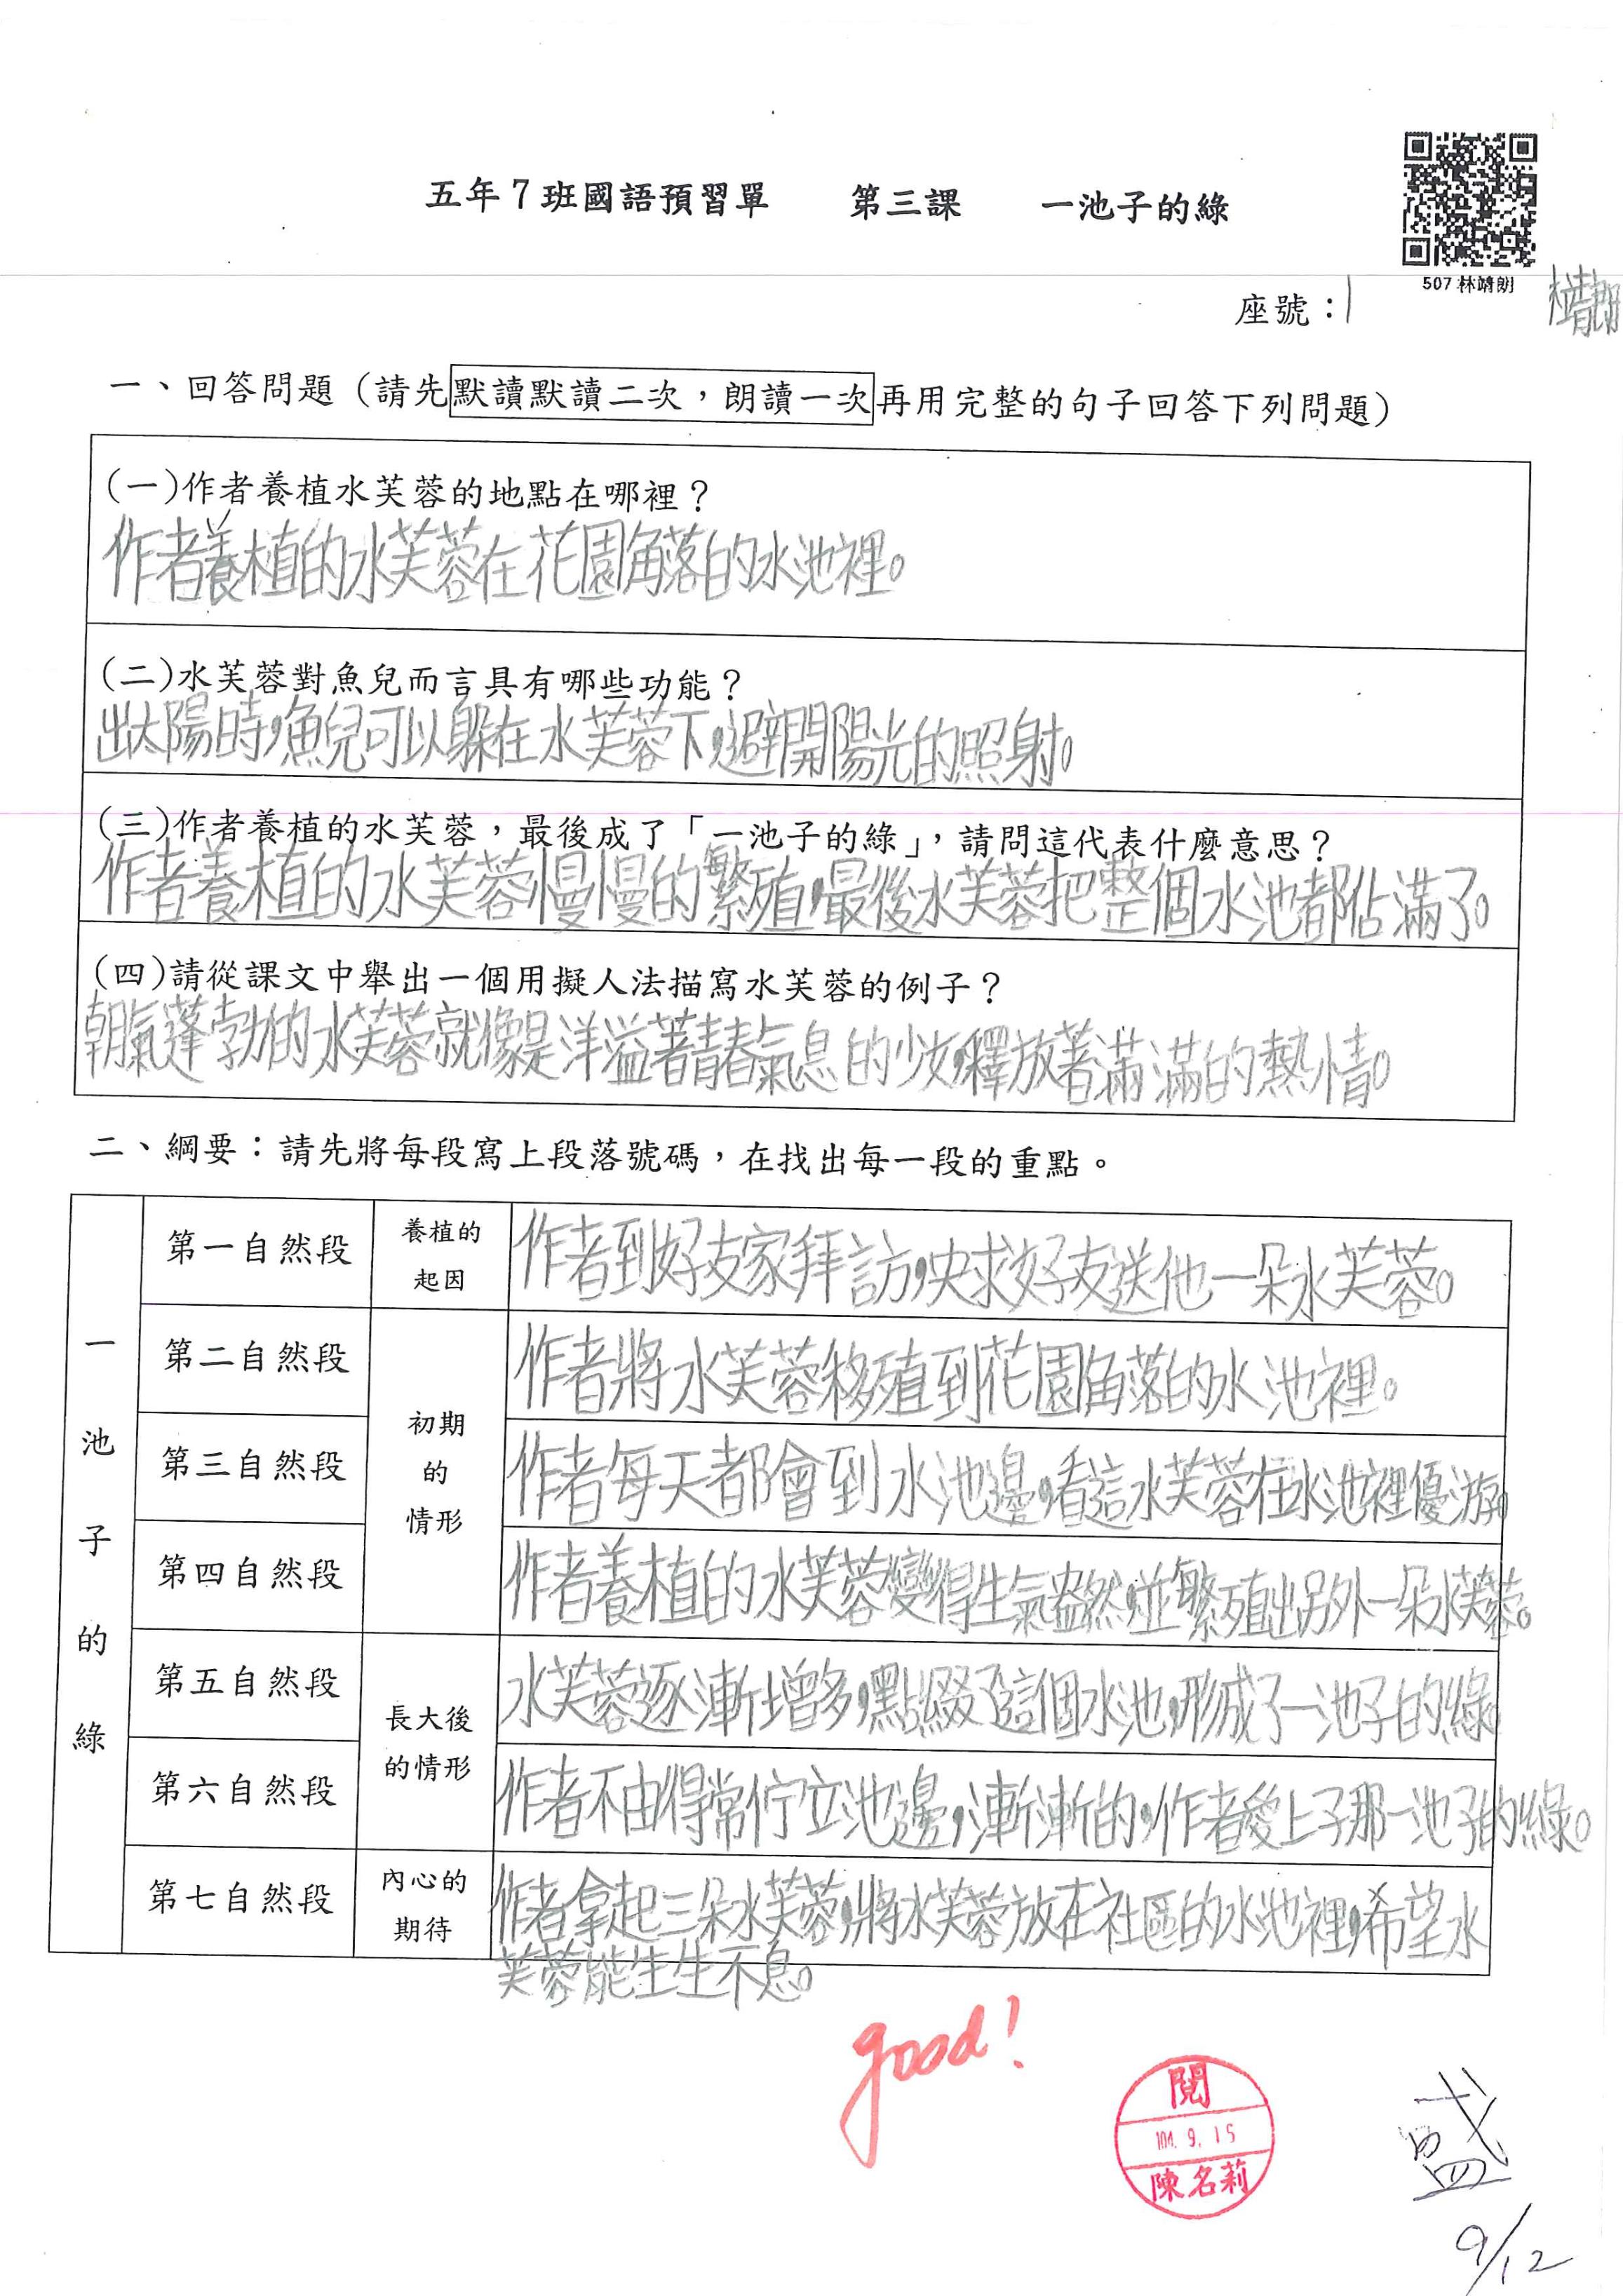 五年7班國語預習單　第三課　一池子的綠
507 林靖朗
座號：1　林靖朗
一、回答問題（請先默讀默讀二次，朗讀一次再用完整的句子回答下列問題）
(一)作者養植水芙蓉的地點在哪裡？
作者養植的水芙蓉在花園角落的水池裡。
(二)水芙蓉對魚兒而言具有哪些功能？
出太陽時，魚兒可以躲在水芙蓉下，避開陽光的照射。
(三)作者養植的水芙蓉，最後成了「一池子的綠」，請問這代表什麼意思？
作者養植的水芙蓉慢慢的繁殖，最後水芙蓉把整個水池都佔滿了。
(四)請從課文中舉出一個用擬人法描寫水芙蓉的例子？
朝氣蓬勃的水芙蓉就像是洋溢著青春氣息的少女，釋放著滿滿的熱情。
二、綱要：請先將每段寫上段落號碼，在找出每一段的重點。
一池子的綠
第一自然段
養植的
起因
作者到好友家拜訪，央求好友送他一朵水芙蓉。
第二自然段
作者將水芙蓉移殖到花園角落的水池裡。
初期
的
情形
第三自然段
作者每天都會到水池邊，看這水芙蓉在水池裡優游。
第四自然段
作者養植的水芙蓉變得生氣盎然，並繁殖出另外一朵水芙蓉。
第五自然段
水芙蓉逐漸增多，點綴了這個水池，形成了一池子的綠
長大後
的情形
第六自然段
作者不由得常佇立池邊，漸漸的，作者愛上了那一池子的綠。
第七自然段
內心的
期待
作者拿起三朵水芙蓉，將水芙蓉放在社區的水池裡，希望水
芙蓉能生生不息。
good!
閱
104. 9. 15
陳名莉
盛
9/12